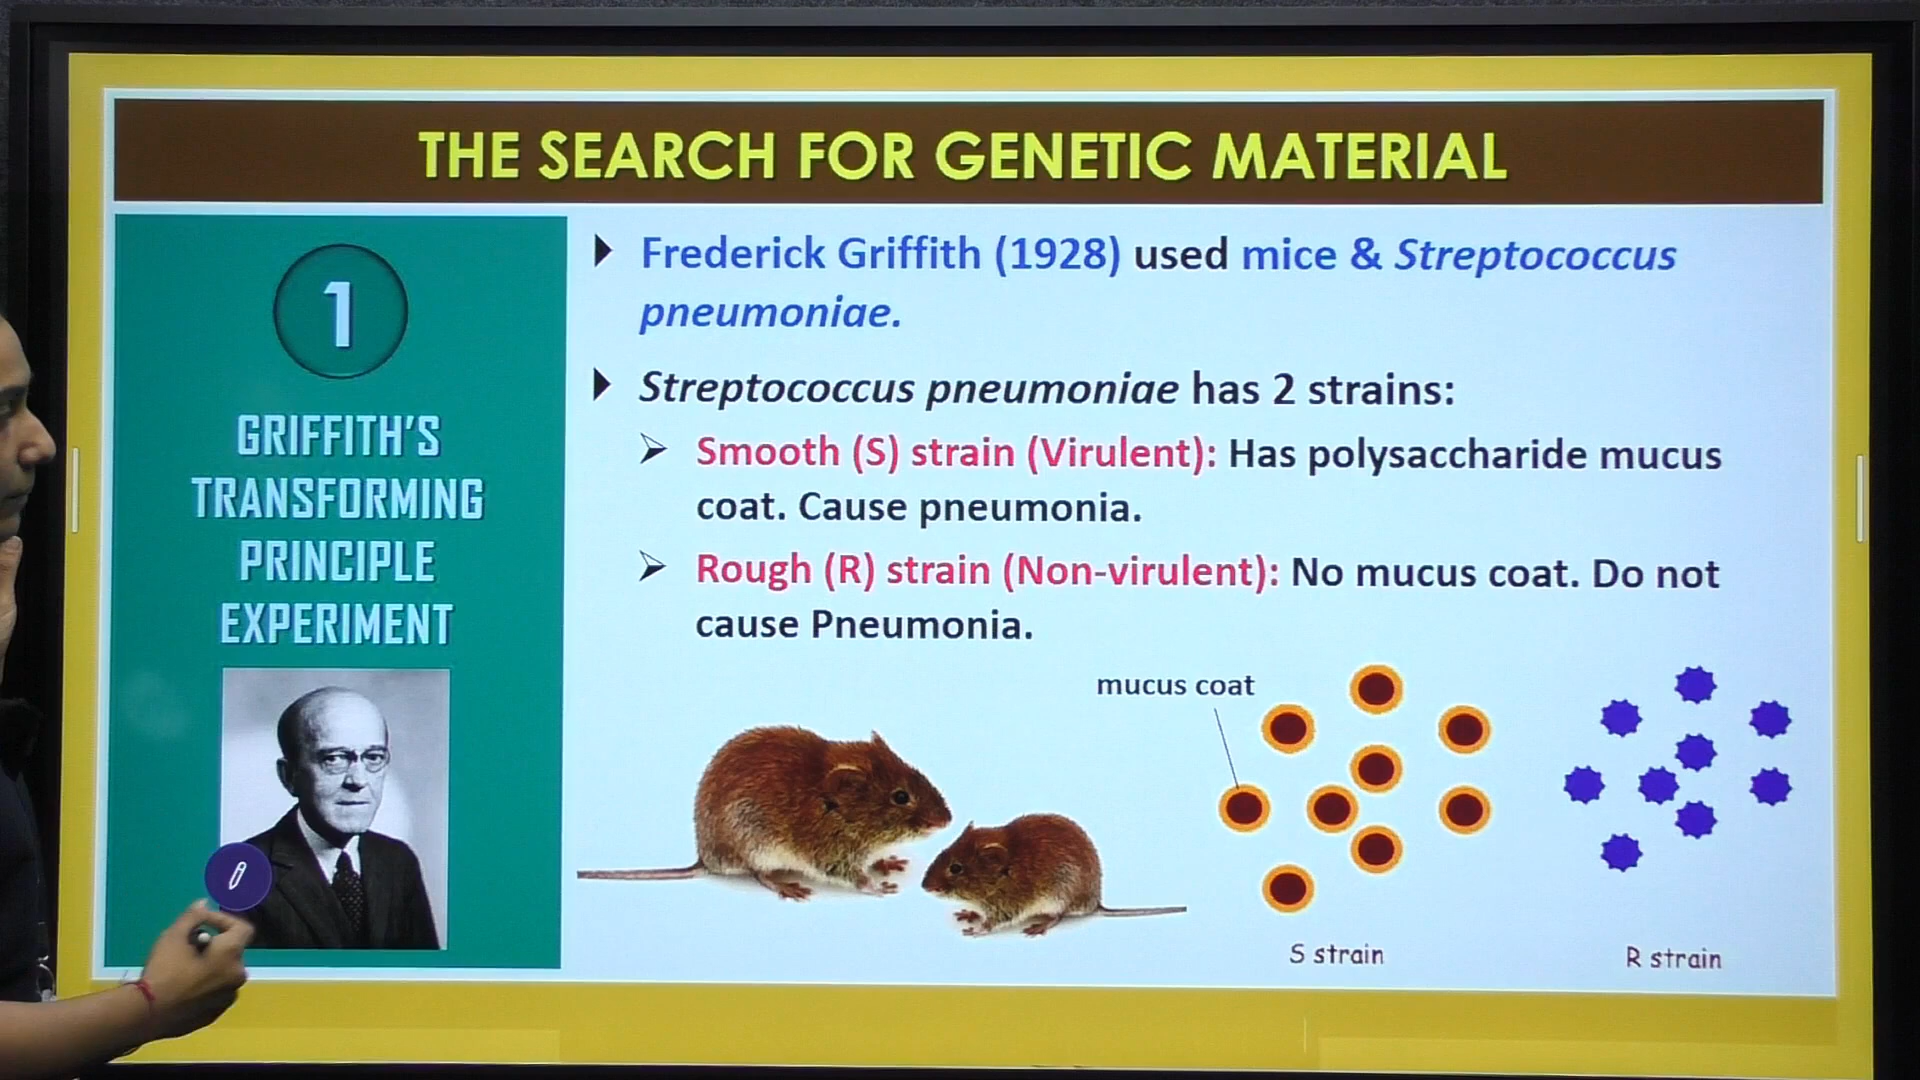 THE SEARCH FOR GENETIC MATERIAL
1
GRIFFITH'S
TRANSFORMING
PRINCIPLE
EXPERIMENT
Frederick Griffith (1928) used mice & Streptococcus
pneumoniae.
Streptococcus pneumoniae has 2 strains:
Smooth (S) strain (Virulent): Has polysaccharide mucus
coat. Cause pneumonia.
Rough (R) strain (Non-virulent): No mucus coat. Do not
cause Pneumonia.
mucus coat
S strain
R strain